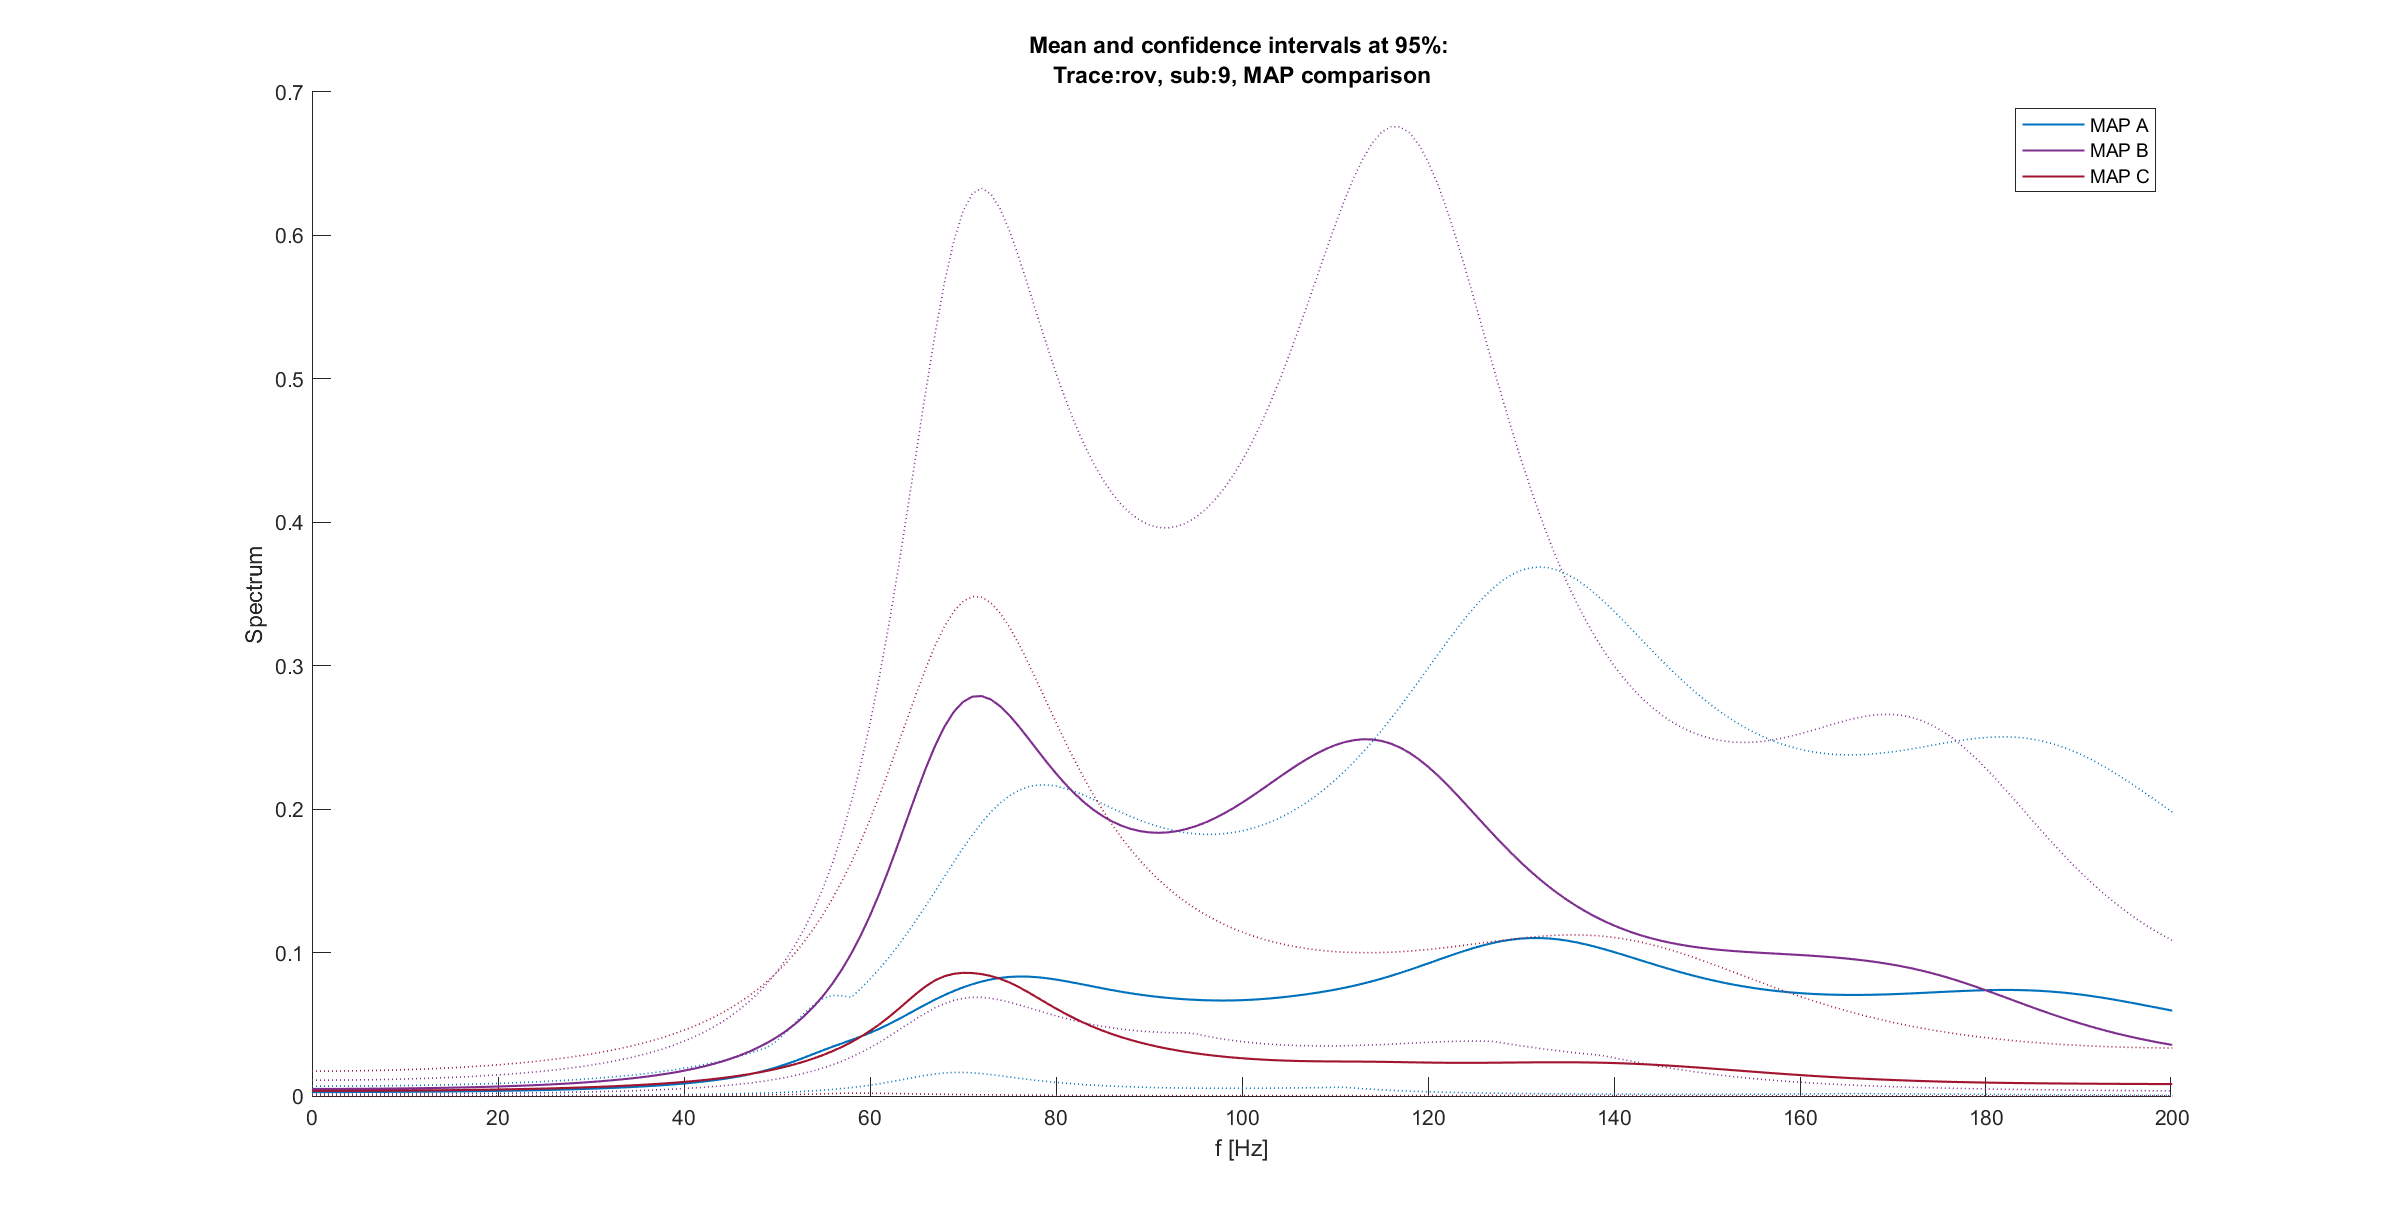 Mean and confidence intervals at 95%:
Trace:rov, sub:9, MAP comparison
MAP A
MAP B
MAP C
0.7
0.6
0.5
0.4
0.3
0.2
0.1
0
Spectrum
0 20 40 60 80 100 120 140 160 180 200
f [Hz]